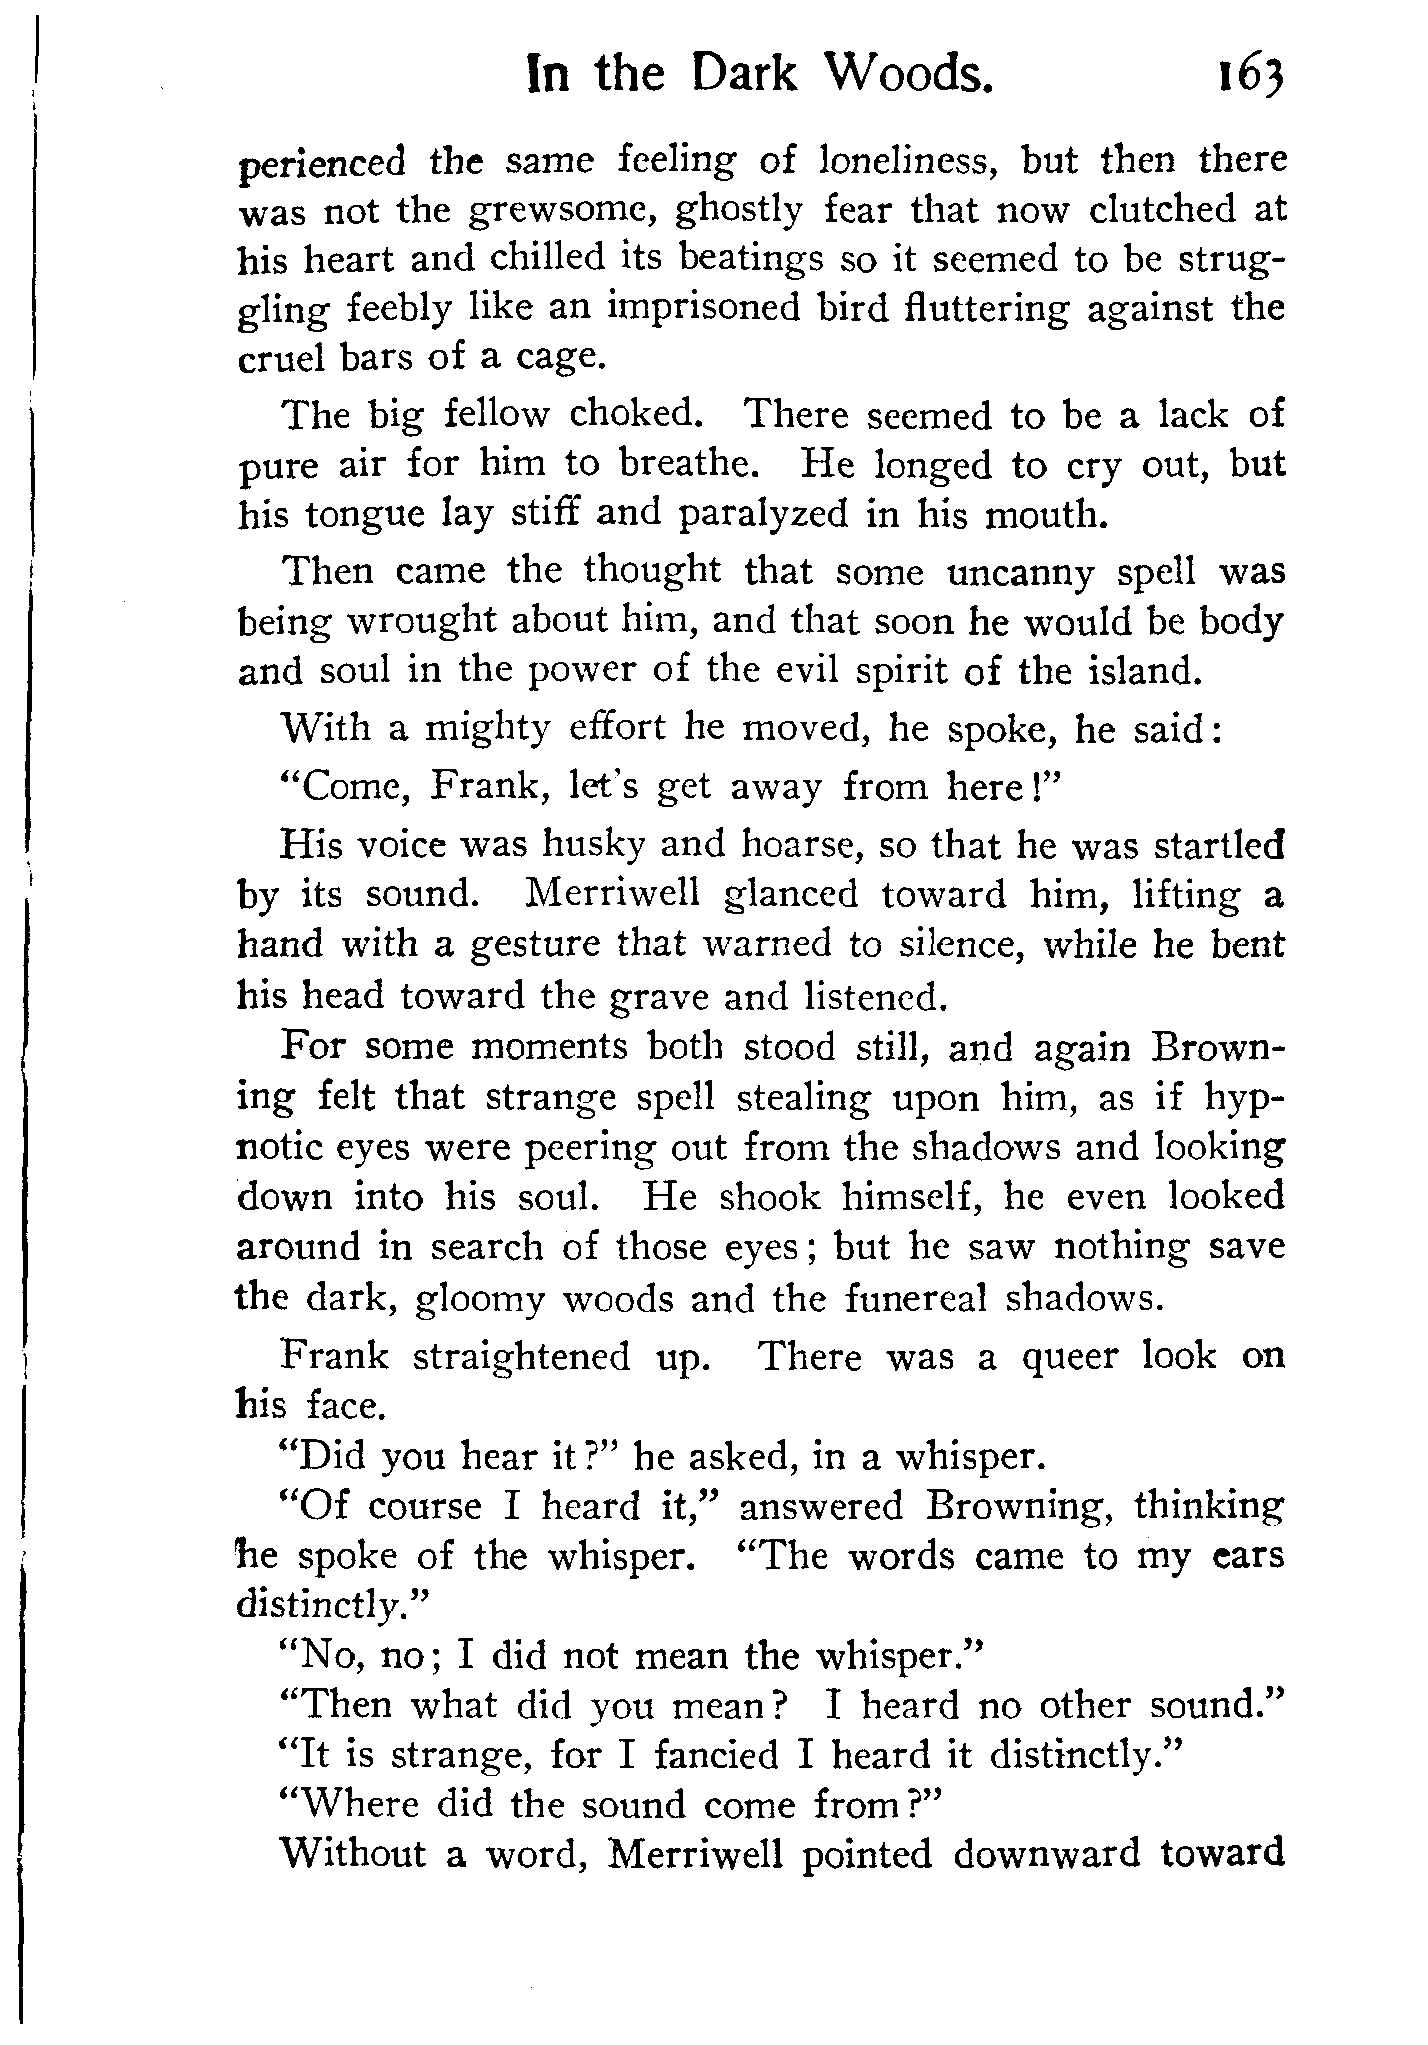 In the Dark Woods. 163
perienced the same feeling of loneliness, but then there
was not the grewsome, ghostly fear that now clutched at
his heart and chilled its beatings so it seemed to be strug-
gling feebly like an imprisoned bird fluttering against the
cruel bars of a cage.
The big fellow choked. There seemed to be a lack of
pure air for him to breathe. He longed to cry out, but
his tongue lay stiff and paralyzed in his mouth.
Then came the thought that some uncanny spell was
being wrought about him, and that soon he would be body
and soul in the power of the evil spirit of the island.
With a mighty effort he moved, he spoke, he said:
“Come, Frank, let's get away from here!”
His voice was husky and hoarse, so that he was startled
by its sound. Merriwell glanced toward him, lifting a
hand with a gesture that warned to silence, while he bent
his head toward the grave and listened.
For some moments both stood still, and again Brown-
ing felt that strange spell stealing upon him, as if hyp-
notic eyes were peering out from the shadows and looking
down into his soul. He shook himself, he even looked
around in search of those eyes; but he saw nothing save
the dark, gloomy woods and the funereal shadows.
Frank straightened up. There was a queer look on
his face.
“Did you hear it?” he asked, in a whisper.
“Of course I heard it,” answered Browning, thinking
he spoke of the whisper. “The words came to my ears
distinctly.”
“No, no; I did not mean the whisper.”
“Then what did you mean? I heard no other sound.”
“It is strange, for I fancied I heard it distinctly.”
“Where did the sound come from?”
Without a word, Merriwell pointed downward toward